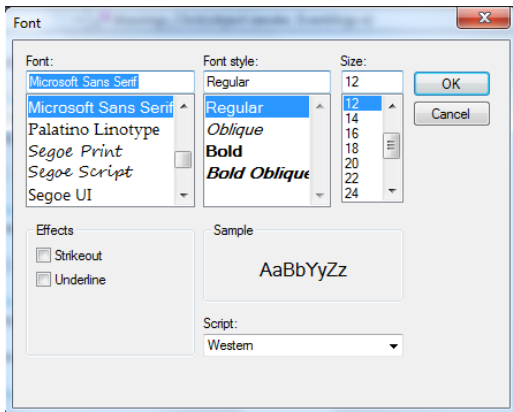 Font
Font:
Font style:
Size:
Microsoft Sans Serif
Regular
12
OK
Microsoft Sans Serif
Palatino Linotype
Segoe Print
Segoe Script
Segoe UI
Regular
Oblique
Bold
Bold Oblique
12
14
16
18
20
22
24
Cancel
Effects
Strikeout
Underline
Sample
AaBbYyZz
Script:
Western